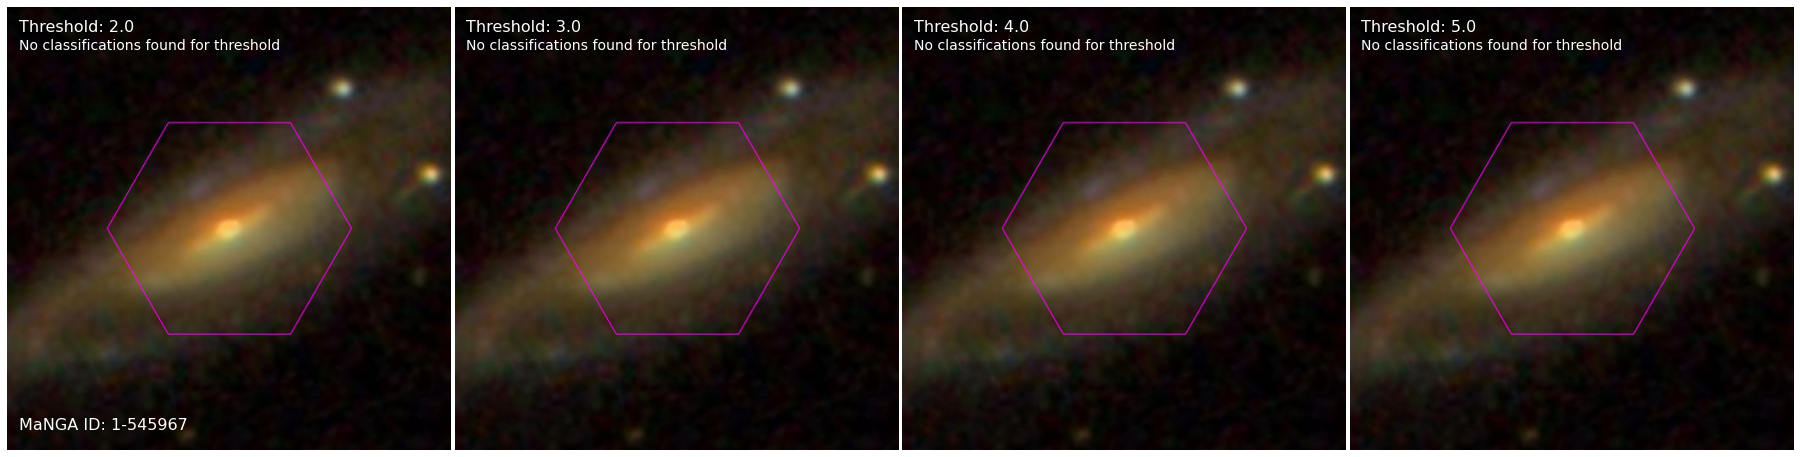 Threshold: 2.0
No classifications found for threshold
MaNGA ID: 1-545967
Threshold: 3.0
No classifications found for threshold
Threshold: 4.0
No classifications found for threshold
Threshold: 5.0
No classifications found for threshold